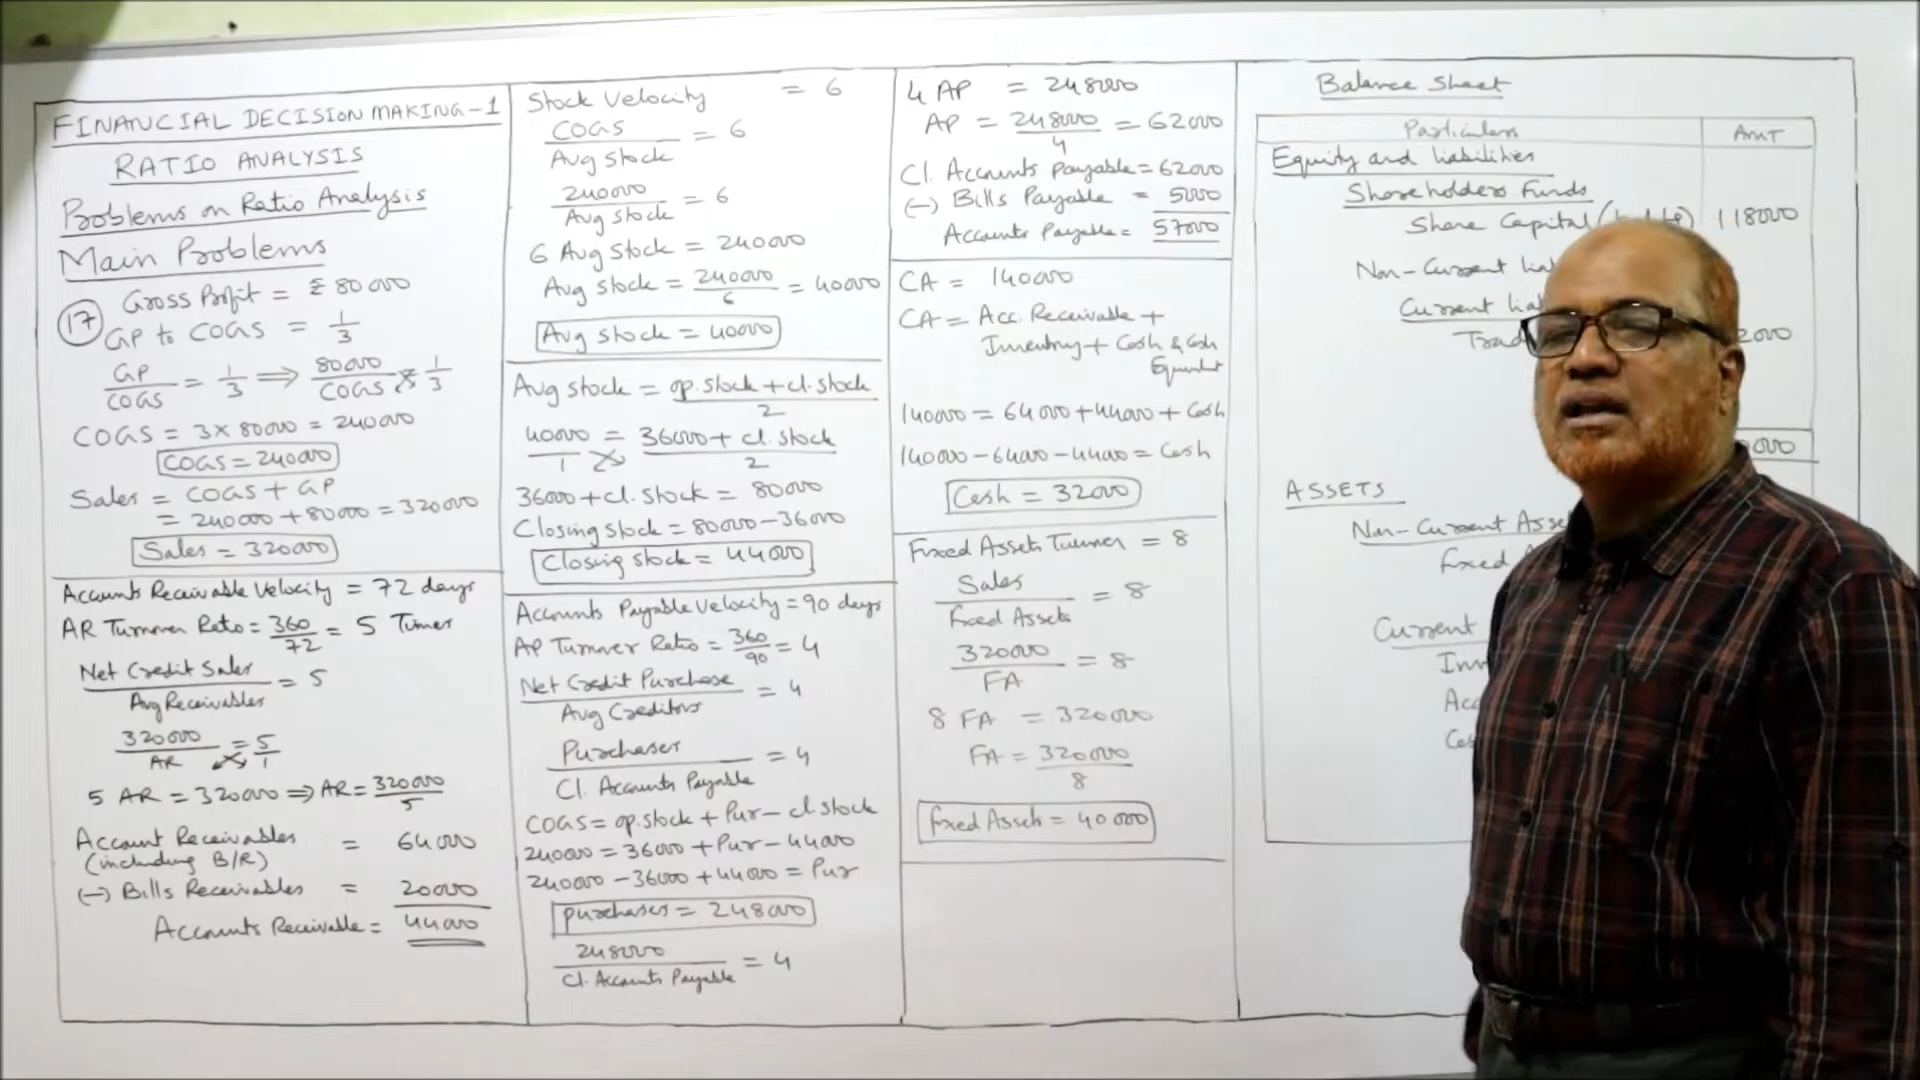 FINANCIAL DECISION MAKING-1
RATIO ANALYSIS
Problems on Ratio Analysis
Main Problems
17 Gross Profit = ₹ 80000
GP to COGS = 1/3
GP/COGS = 1/3 ⟹ 80000/COGS = 1/3
COGS = 3 x 80000 = 240000
COGS = 240000
Sales = COGS + GP
= 240000 + 80000 = 320000
Sales = 320000
Accounts Receivable Velocity = 72 days
AR Turnover Ratio = 360/72 = 5 Times
Net Credit Sales/Avg Receivables = 5
320000/AR = 5/1
5 AR = 320000 ⟹ AR = 320000/5
Account Receivables = 64000
(including B/R)
(-) Bills Receivables = 20000
Accounts Receivable = 44000
Stock Velocity = 6
COGS/Avg stock = 6
240000/Avg stock = 6
6 Avg Stock = 240000
Avg stock = 240000/6 = 40000
Avg stock = 40000
Avg stock = op.stock + cl.stock/2
40000/1 = 36000 + cl.stock/2
36000 + cl.stock = 80000
Closing stock = 80000 - 36000
Closing stock = 44000
Accounts Payable Velocity = 90 days
AP Turnover Ratio = 360/90 = 4
Net Credit Purchase/Avg Creditors = 4
Purchases/Cl. Accounts Payable = 4
COGS = op.stock + Pur - cl.stock
240000 = 36000 + Pur - 44000
240000 - 36000 + 44000 = Pur
Purchases = 248000
248000/Cl. Accounts Payable = 4
4 AP = 248000
AP = 248000/4 = 62000
Cl. Accounts Payable = 62000
(-) Bills Payable = 5000
Accounts Payable = 57000
CA = 140000
CA = Acc. Receivable +
Inventory + Cash & Cash
140000 = 64000 + 44000 + Cash
140000 - 64000 - 44000 = Cash
Cash = 32000
Fixed Assets Turnover = 8
Sales/Fixed Assets = 8
320000/FA = 8
8 FA = 320000
FA = 320000/8
Fixed Assets = 40000
Balance Sheet
Particulars AMT
Equity and liabilities
Shareholders Funds
Share Capital 118000
Non-Current
Current
ASSETS
Non-Current
Fixed
Current